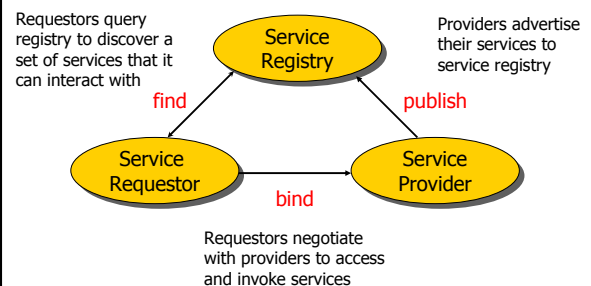 Requestors query
registry to discover a
set of services that it
can interact with
Service
Registry
Providers advertise
their services to
service registry
find
publish
Service
Requestor
Service
Provider
bind
Requestors negotiate
with providers to access
and invoke services